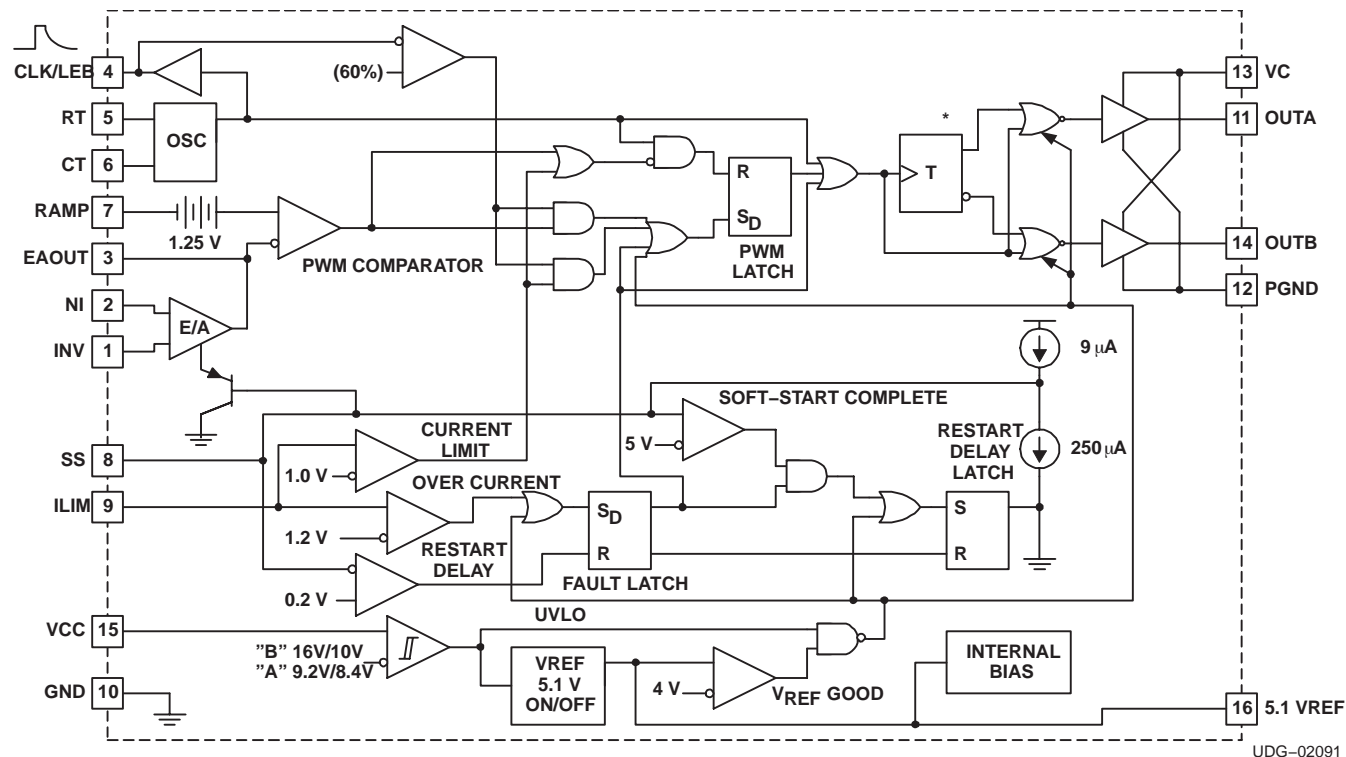 CLK/LEB 4
(60%)
13 VC
RT 5
OSC
*
11 OUTA
CT 6
R
T
RAMP 7
SD
1.25 V
EAOUT 3
PWM COMPARATOR
PWM
LATCH
14 OUTB
NI 2
12 PGND
E/A
INV 1
9 µA
SOFT−START COMPLETE
CURRENT
LIMIT
5 V
RESTART
DELAY
LATCH
250 µA
SS 8
1.0 V
OVER CURRENT
ILIM 9
SD
S
1.2 V
RESTART
DELAY
R
R
FAULT LATCH
0.2 V
UVLO
VCC 15
”B” 16V/10V
”A” 9.2V/8.4V
VREF
5.1 V
ON/OFF
INTERNAL
BIAS
4 V
VREF GOOD
GND 10
16 5.1 VREF
UDG−02091